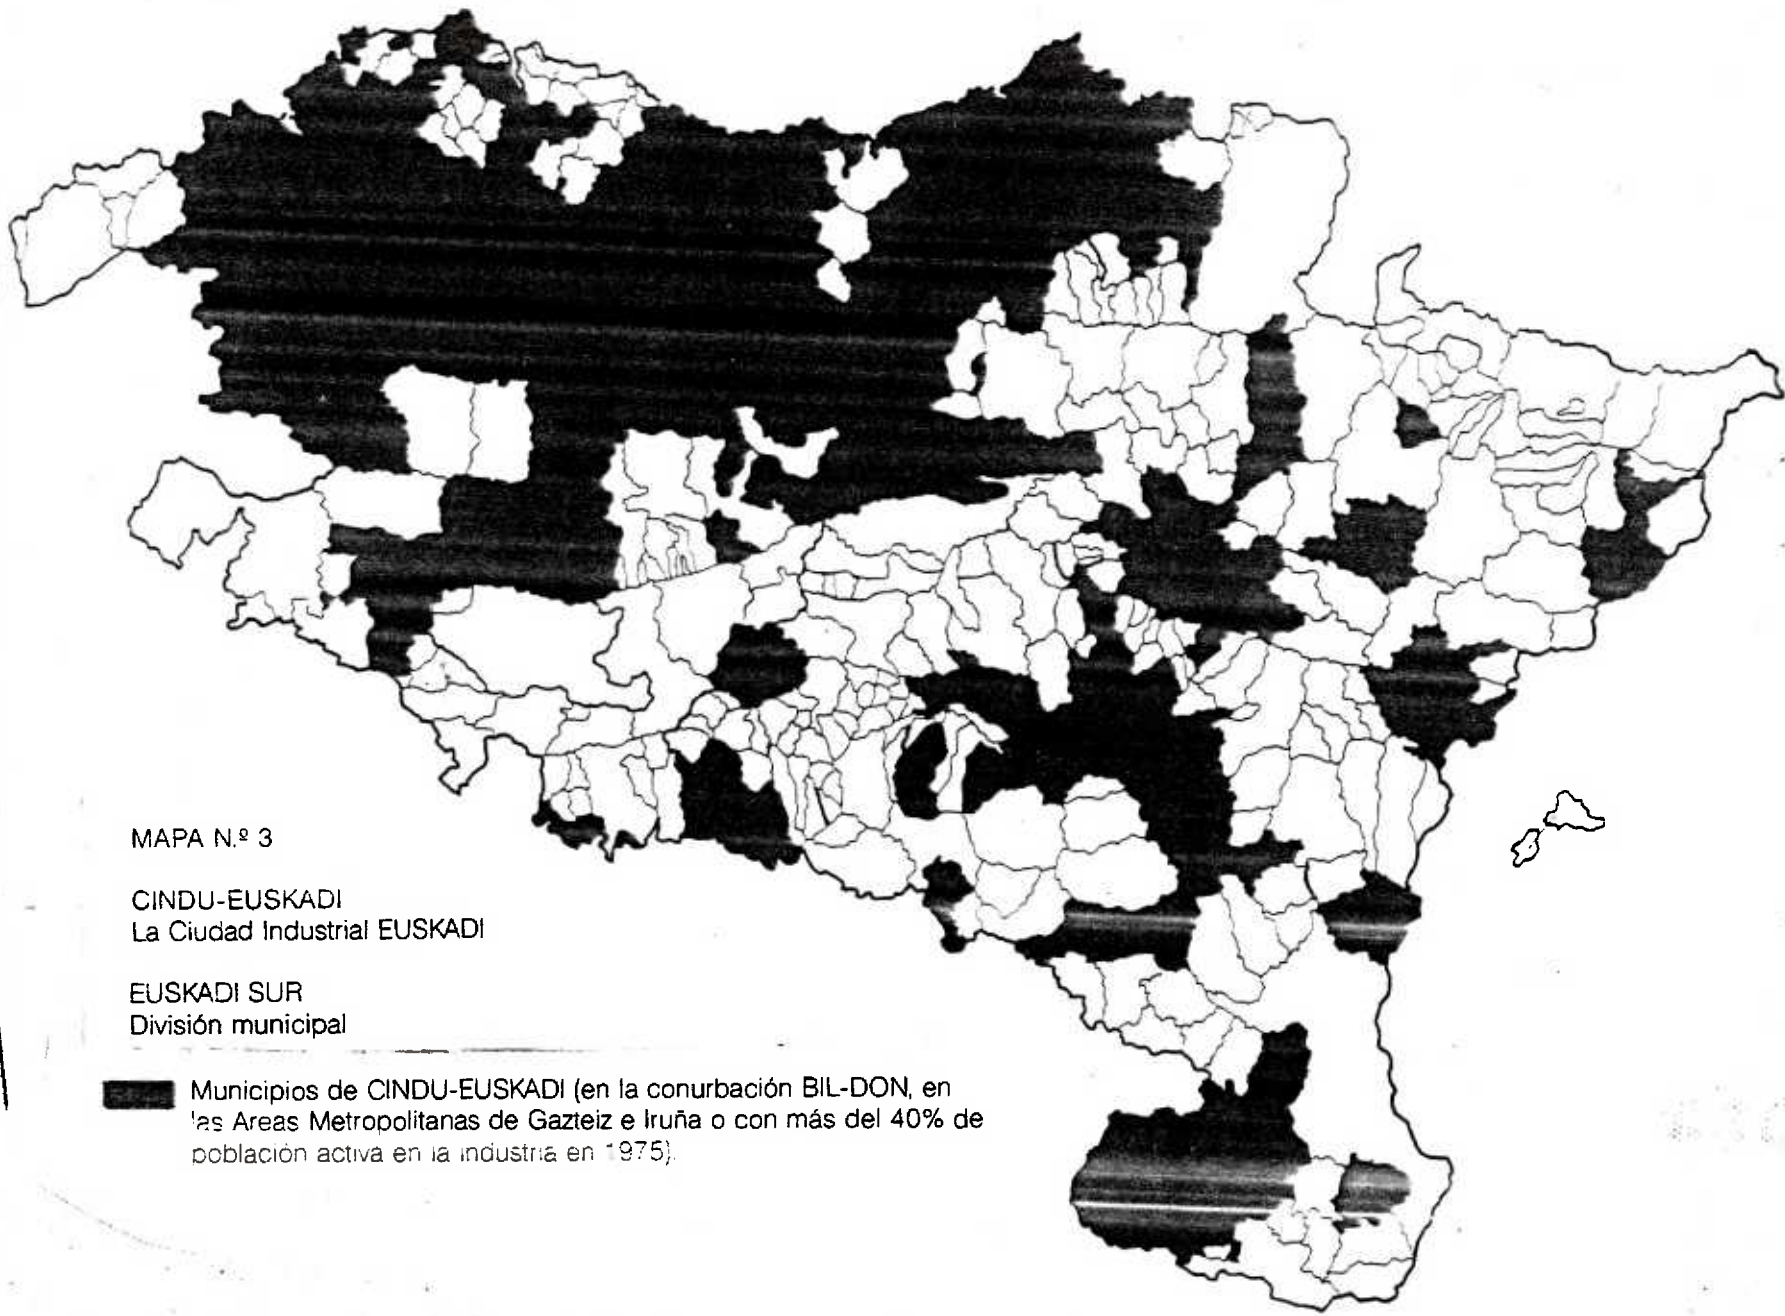 MAPA N.º 3
CINDU-EUSKADI
La Ciudad Industrial EUSKADI
EUSKADI SUR
División municipal
Municipios de CINDU-EUSKADI (en la conurbación BIL-DON, en
las Areas Metropolitanas de Gazteiz e Iruña o con más del 40% de
población activa en la industria en 1975).